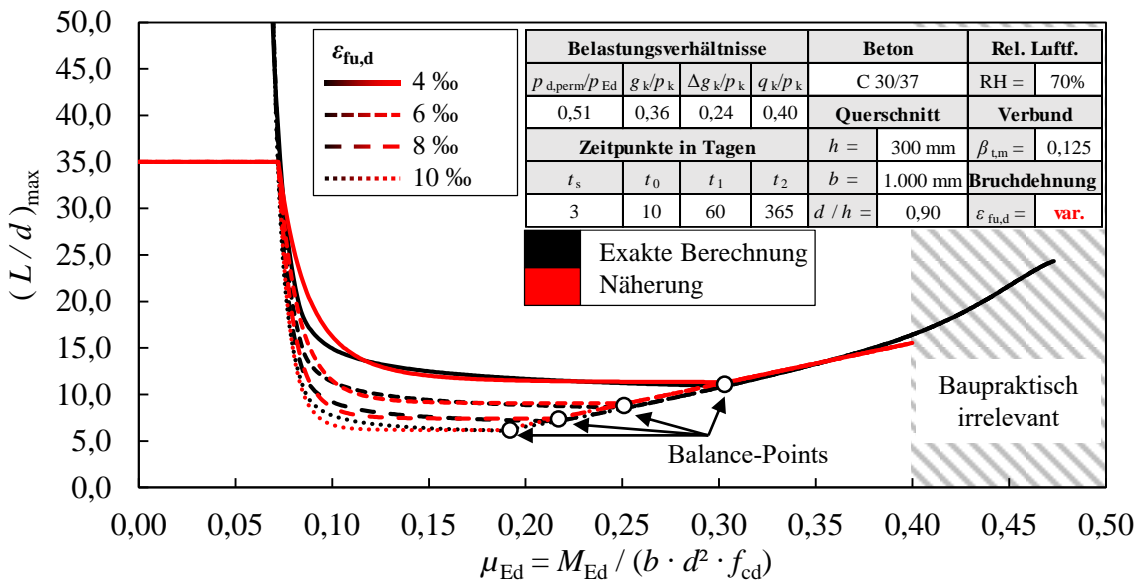 50,0
45,0
40,0
35,0
30,0
25,0
20,0
15,0
10,0
5,0
0,0
(L/d)max
0,00 0,05 0,10 0,15 0,20 0,25 0,30 0,35 0,40 0,45 0,50
μEd = MEd / (b · d² · fcd)
εfu,d
4 ‰
6 ‰
8 ‰
10 ‰
Belastungsverhältnisse Beton Rel. Luftf.
pd,perm/pEd gk/pk Δgk/pk qk/pk C 30/37 RH = 70%
0,51 0,36 0,24 0,40 Querschnitt Verbund
Zeitpunkte in Tagen h = 300 mm βt,m = 0,125
ts t0 t1 t2 b = 1.000 mm Bruchdehnung
3 10 60 365 d / h = 0,90 εfu,d = var.
Exakte Berechnung
Näherung
Baupraktisch
irrelevant
Balance-Points